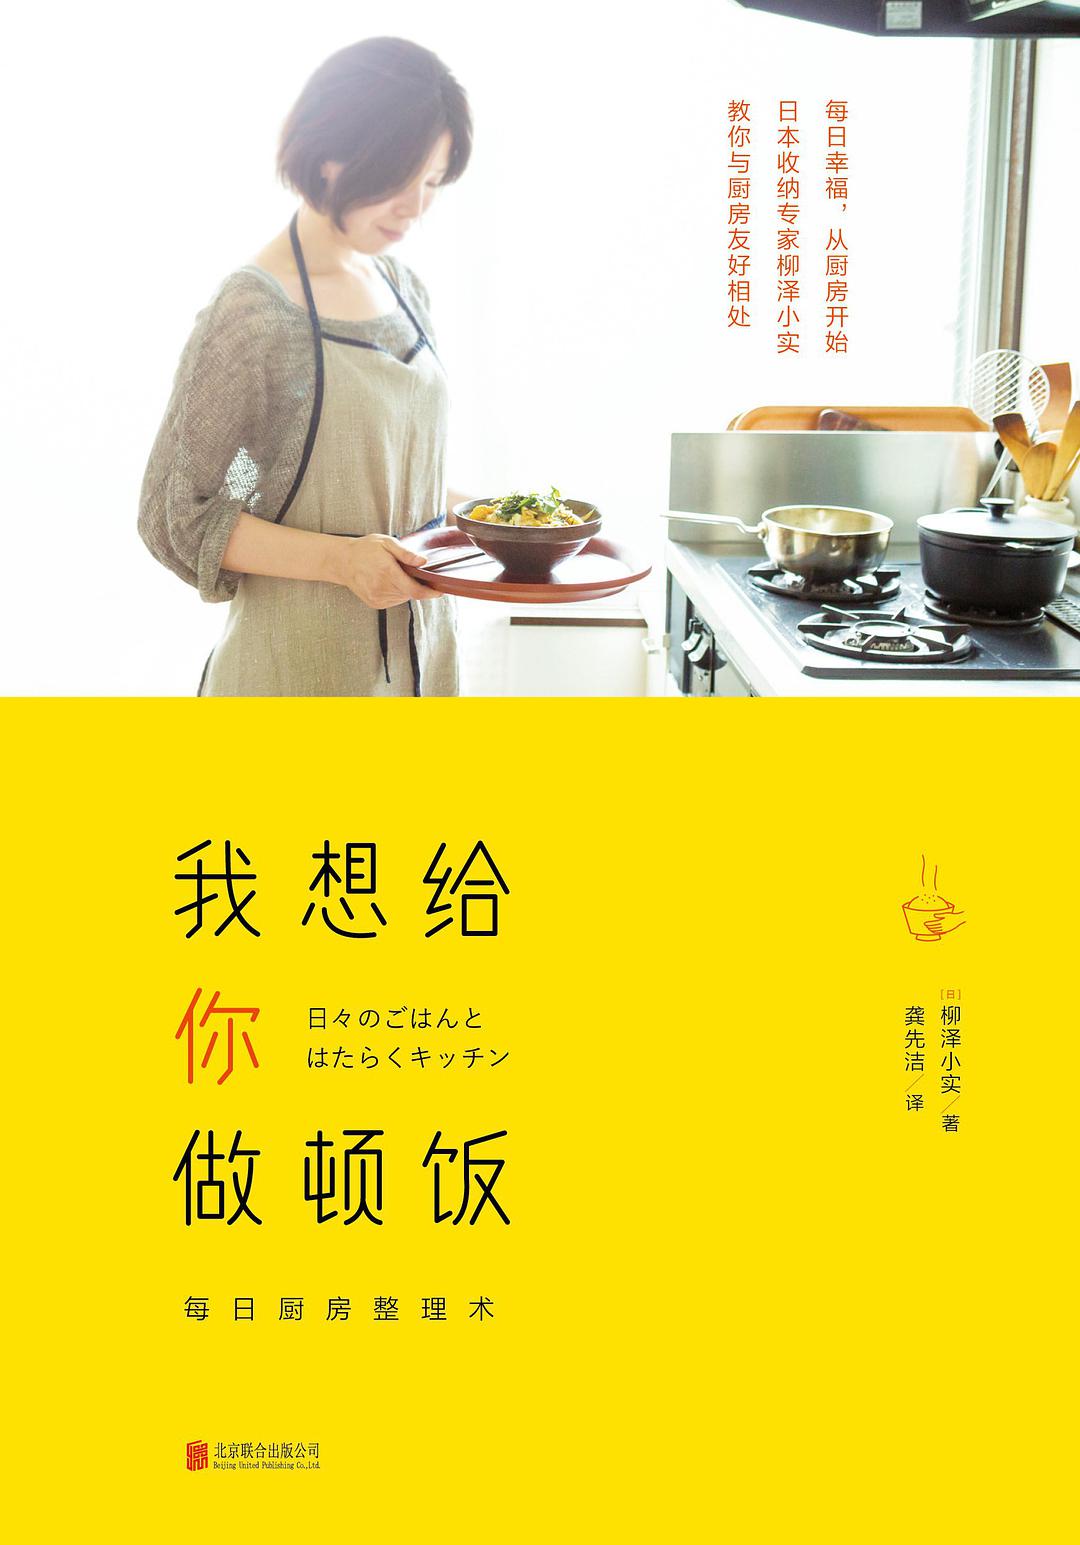 每日幸福，从厨房开始
日本收纳专家柳泽小实
教你与厨房友好相处
我想给
你
日々のごはんと
はたらくキッチン
做顿饭
每日厨房整理术
[日]柳泽小实／著
龚先洁／译
北京联合出版公司
Beijing United Publishing Co.,Ltd.